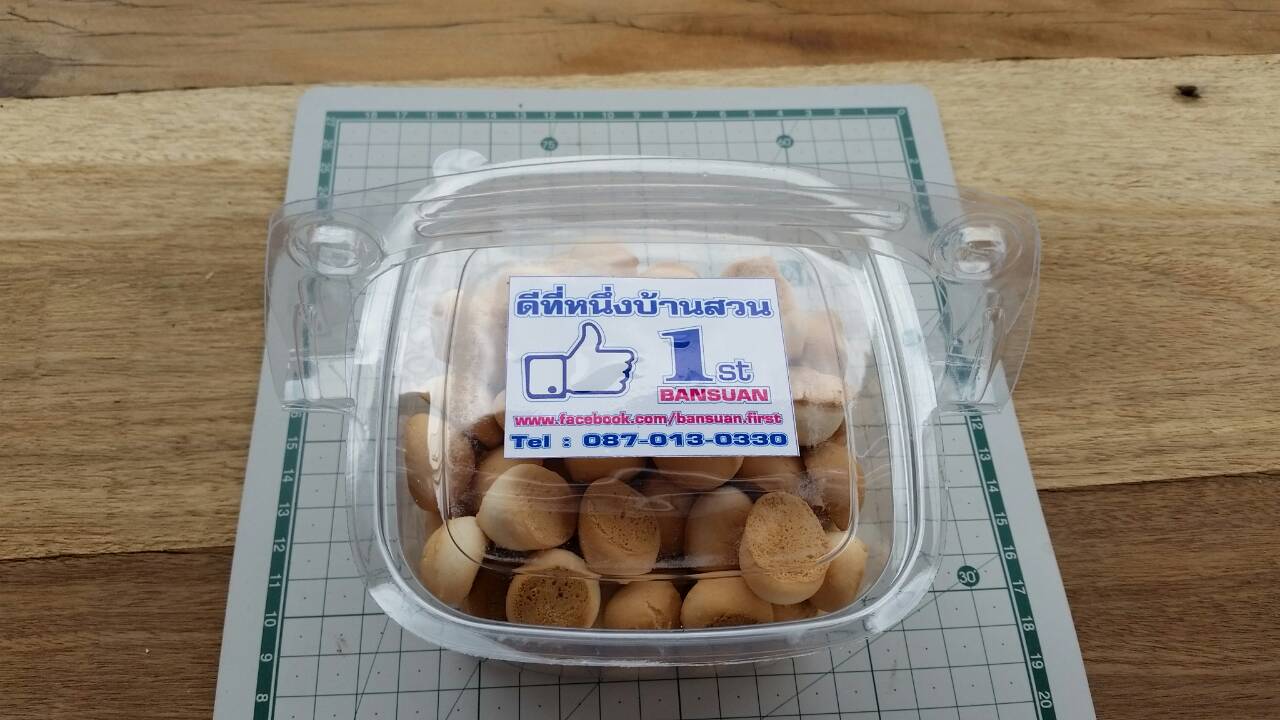 ดีที่หนึ่งบ้านสวน
1st
BANSUAN
www.facebook.com/bansuan.first
Tel : 087-013-0330